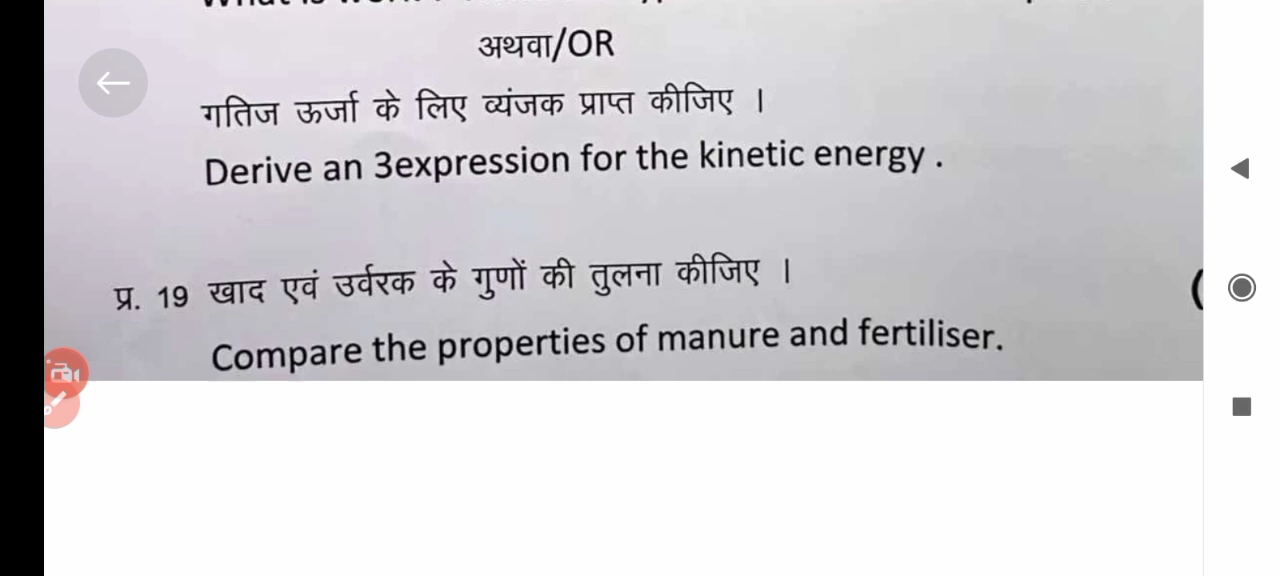 अथवा/OR
गतिज ऊर्जा के लिए व्यंजक प्राप्त कीजिए ।
Derive an 3expression for the kinetic energy .
प्र. 19 खाद एवं उर्वरक के गुणों की तुलना कीजिए । (
Compare the properties of manure and fertiliser.